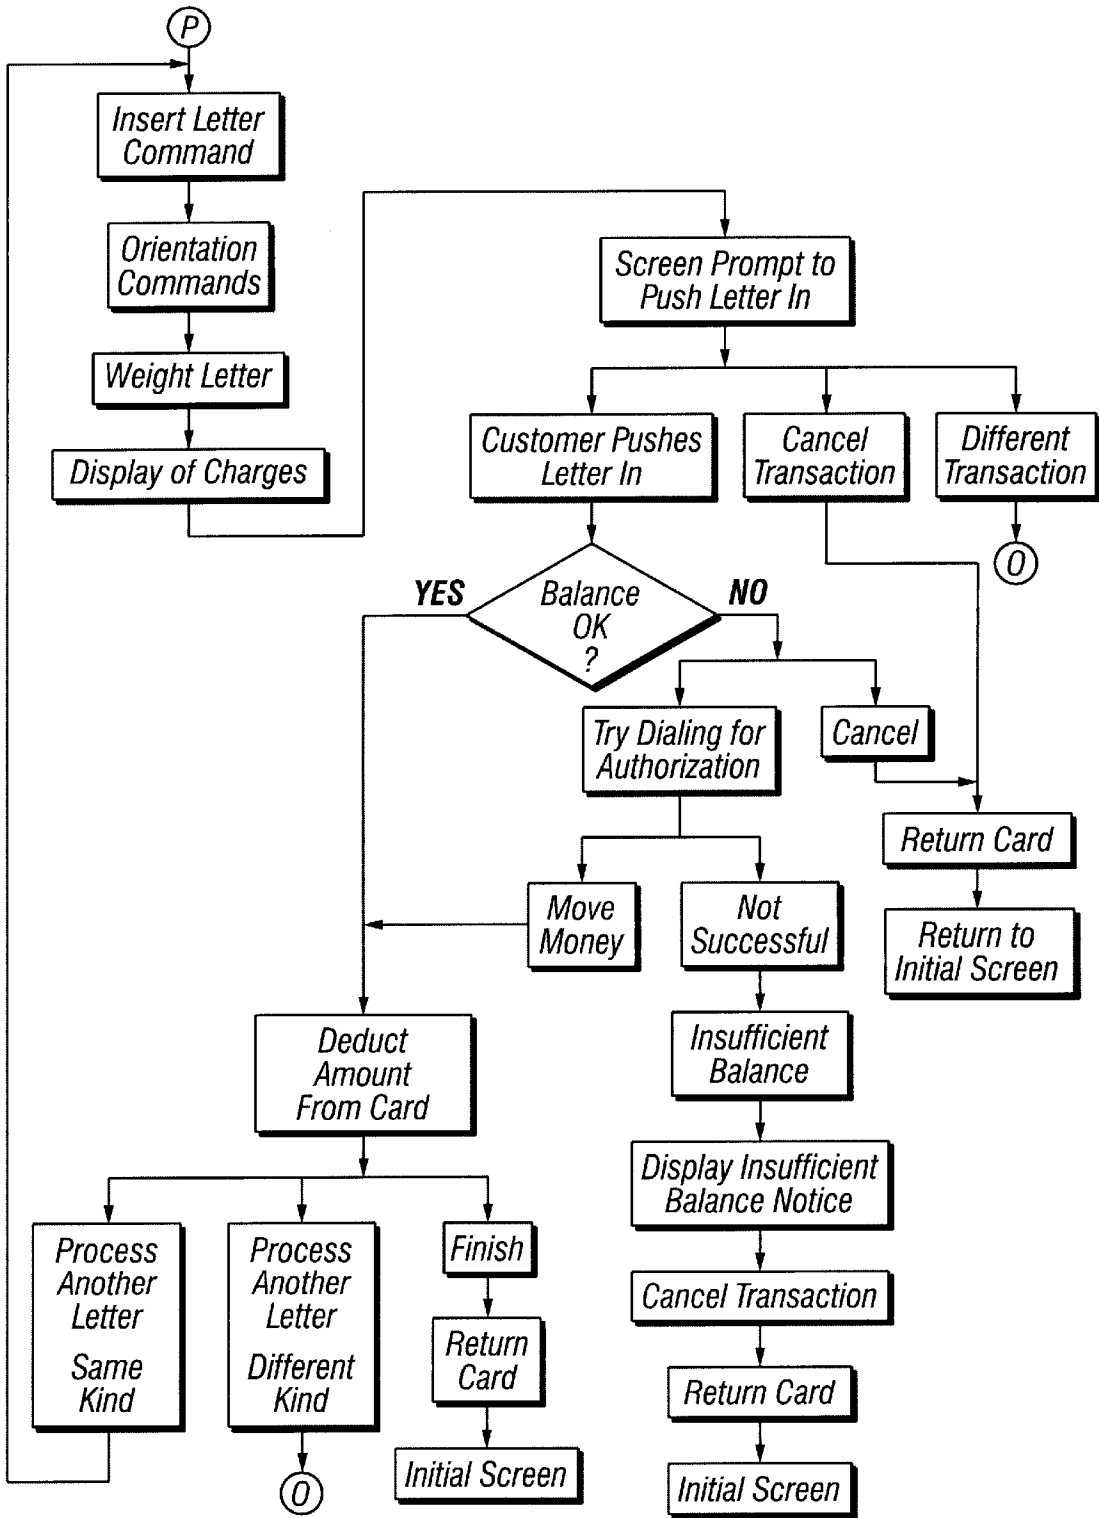 P
Insert Letter
Command
Orientation
Commands
Weight Letter
Display of Charges
Screen Prompt to
Push Letter In
Customer Pushes
Letter In
Cancel
Transaction
Different
Transaction
O
YES
Balance
OK
?
NO
Try Dialing for
Authorization
Cancel
Return Card
Return to
Initial Screen
Move
Money
Not
Successful
Insufficient
Balance
Display Insufficient
Balance Notice
Cancel Transaction
Return Card
Initial Screen
Deduct
Amount
From Card
Process
Another
Letter
Same
Kind
Process
Another
Letter
Different
Kind
O
Finish
Return
Card
Initial Screen